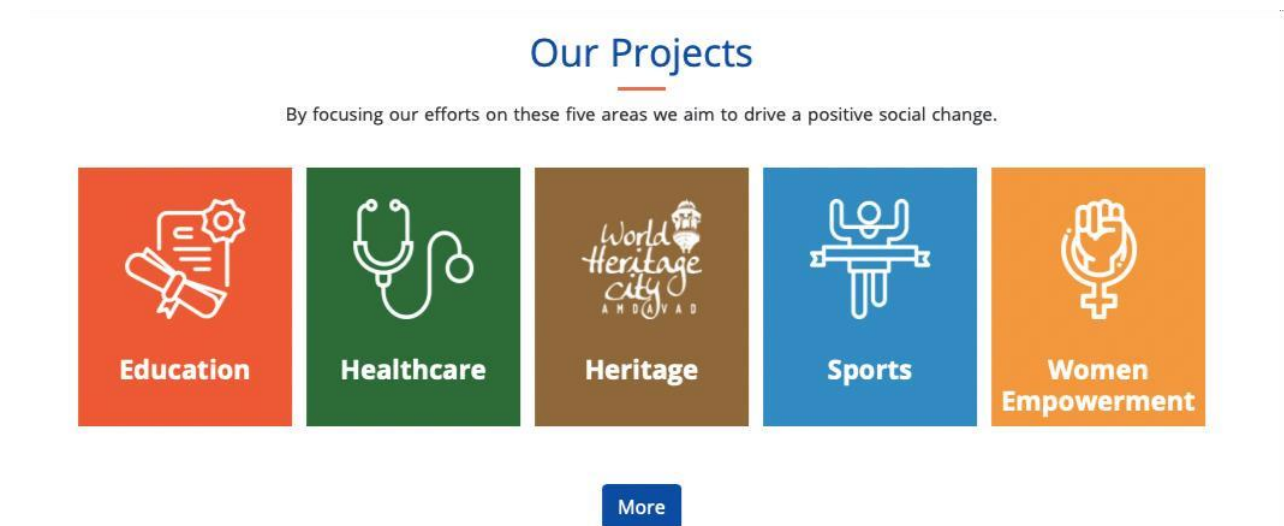 Our Projects
By focusing our efforts on these five areas we aim to drive a positive social change.
World
Heritage
City
AMDAVAD
Education
Healthcare
Heritage
Sports
Women
Empowerment
More